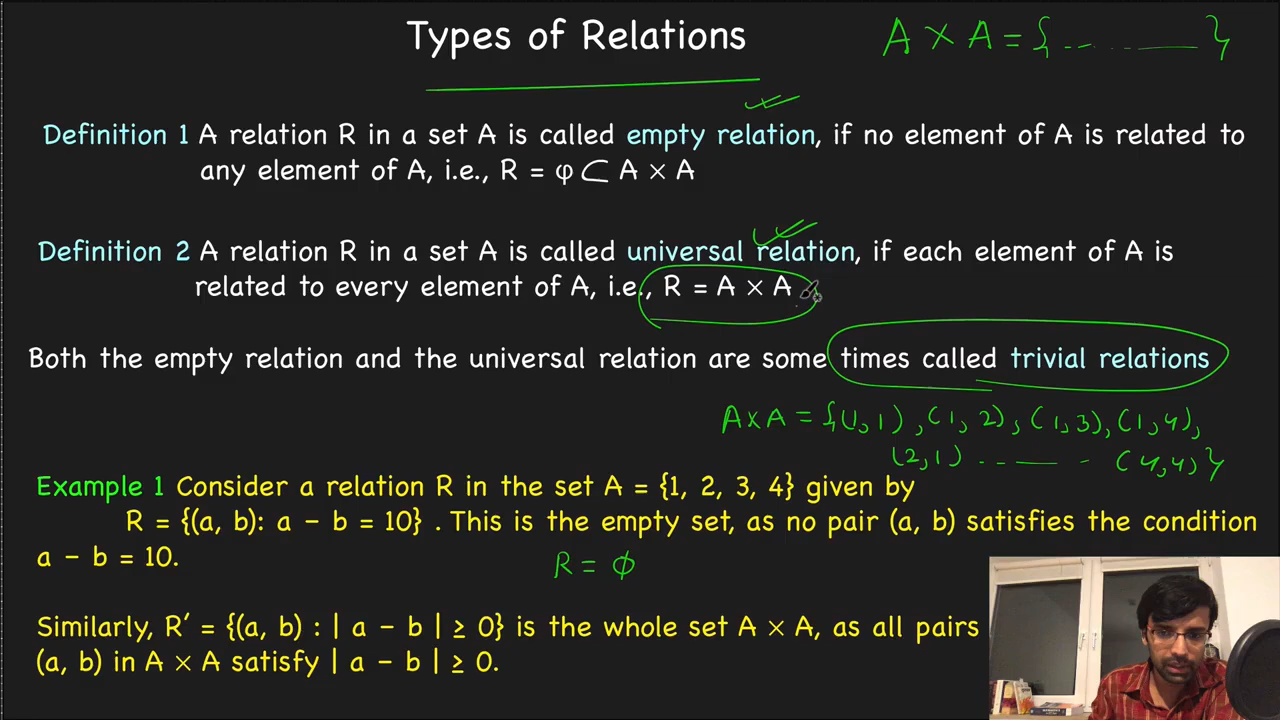 Types of Relations
A × A = { ... }
Definition 1 A relation R in a set A is called empty relation, if no element of A is related to
any element of A, i.e., R = φ ⊂ A × A
Definition 2 A relation R in a set A is called universal relation, if each element of A is
related to every element of A, i.e., R = A × A
Both the empty relation and the universal relation are some times called trivial relations
A×A = {(1,1), (1,2), (1,3), (1,4),
(2,1) ... (4,4)}
Example 1 Consider a relation R in the set A = {1, 2, 3, 4} given by
R = {(a, b): a – b = 10} . This is the empty set, as no pair (a, b) satisfies the condition
a – b = 10.
R = ϕ
Similarly, R′ = {(a, b) : | a – b | ≥ 0} is the whole set A × A, as all pairs
(a, b) in A × A satisfy | a – b | ≥ 0.